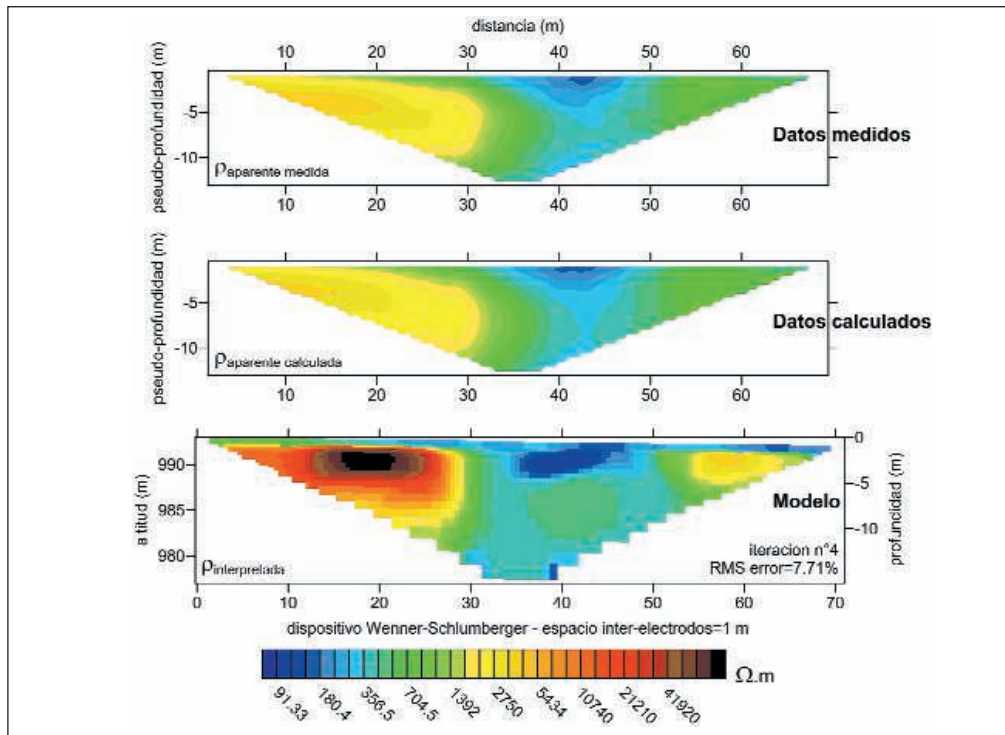 distancia (m)
10 20 30 40 50 60
pseudo-profundidad (m)
-5
-10
Datos medidos
ρaparente medida
10 20 30 40 50 60
pseudo-profundidad (m)
-5
-10
Datos calculados
ρaparente calculada
10 20 30 40 50 60
a titud (m)
990
985
980
0
-5
-10
profuncidad (m)
Modelo
iteracion n°4
RMS error=7.71%
ρinterprelada
0 10 20 30 40 50 60 70
dispositivo Wenner-Schlumberger - espacio inter-electrodos=1 m
Ω.m
91.33 180.4 356.5 704.5 1392 2750 5434 10740 21210 41920